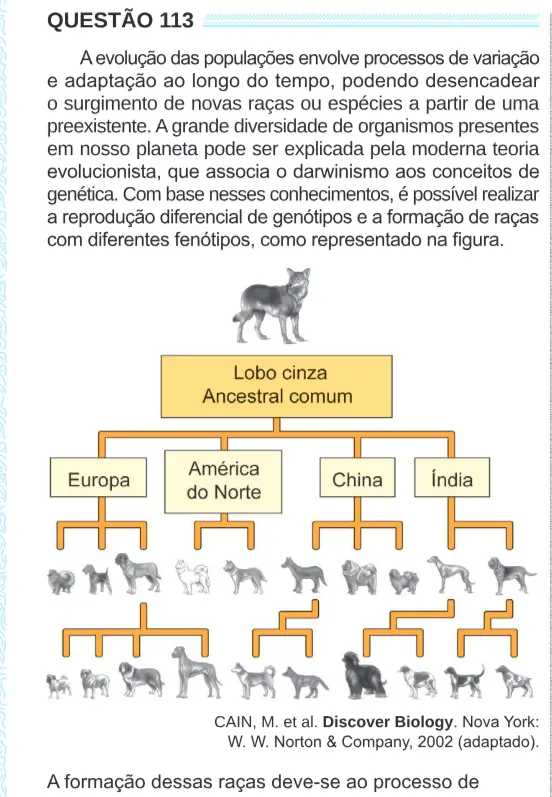 QUESTÃO 113
A evolução das populações envolve processos de variação
e adaptação ao longo do tempo, podendo desencadear
o surgimento de novas raças ou espécies a partir de uma
preexistente. A grande diversidade de organismos presentes
em nosso planeta pode ser explicada pela moderna teoria
evolucionista, que associa o darwinismo aos conceitos de
genética. Com base nesses conhecimentos, é possível realizar
a reprodução diferencial de genótipos e a formação de raças
com diferentes fenótipos, como representado na figura.
Lobo cinza
Ancestral comum
Europa
América
do Norte
China
Índia
CAIN, M. et al. Discover Biology. Nova York:
W. W. Norton & Company, 2002 (adaptado).
A formação dessas raças deve-se ao processo de